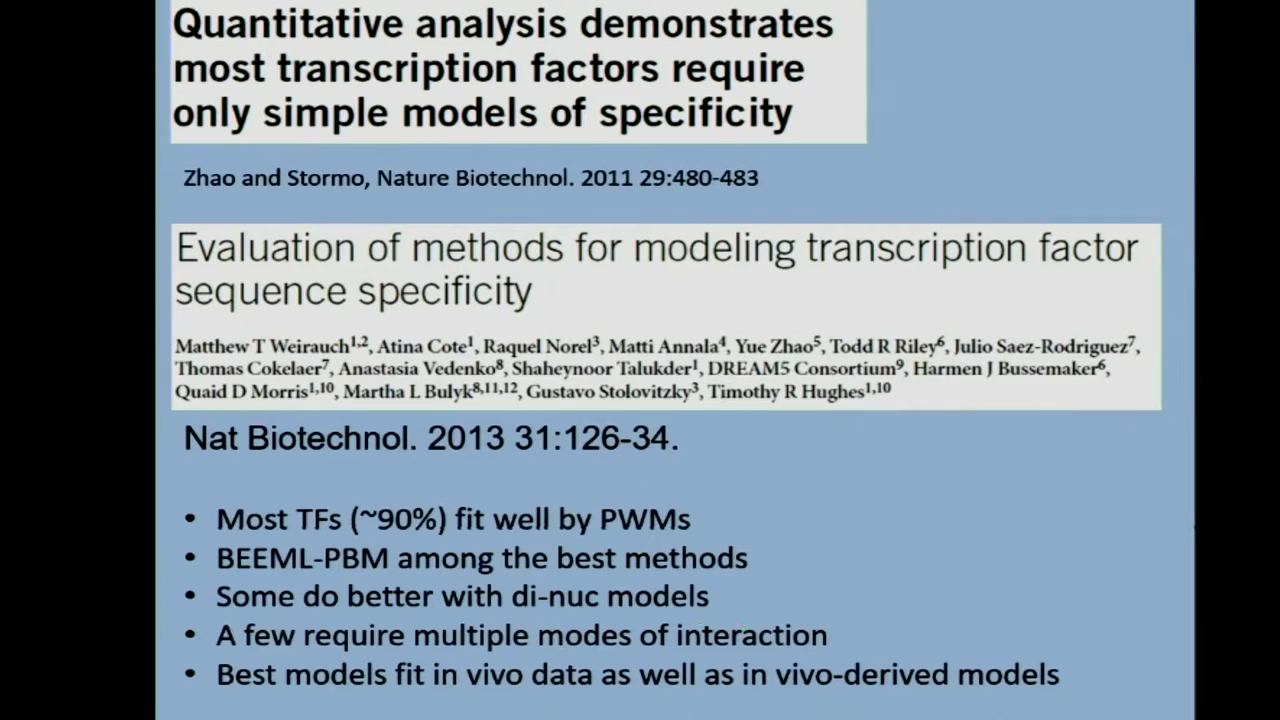 Quantitative analysis demonstrates
most transcription factors require
only simple models of specificity
Zhao and Stormo, Nature Biotechnol. 2011 29:480-483
Evaluation of methods for modeling transcription factor
sequence specificity
Matthew T Weirauch1,2, Atina Cote1, Raquel Norel3, Matti Annala4, Yue Zhao5, Todd R Riley6, Julio Saez-Rodriguez7,
Thomas Cokelaer7, Anastasia Vedenko8, Shaheynoor Talukder1, DREAM5 Consortium9, Harmen J Bussemaker6,
Quaid D Morris1,10, Martha L Bulyk8,11,12, Gustavo Stolovitzky3, Timothy R Hughes1,10
Nat Biotechnol. 2013 31:126-34.
• Most TFs (~90%) fit well by PWMs
• BEEML-PBM among the best methods
• Some do better with di-nuc models
• A few require multiple modes of interaction
• Best models fit in vivo data as well as in vivo-derived models